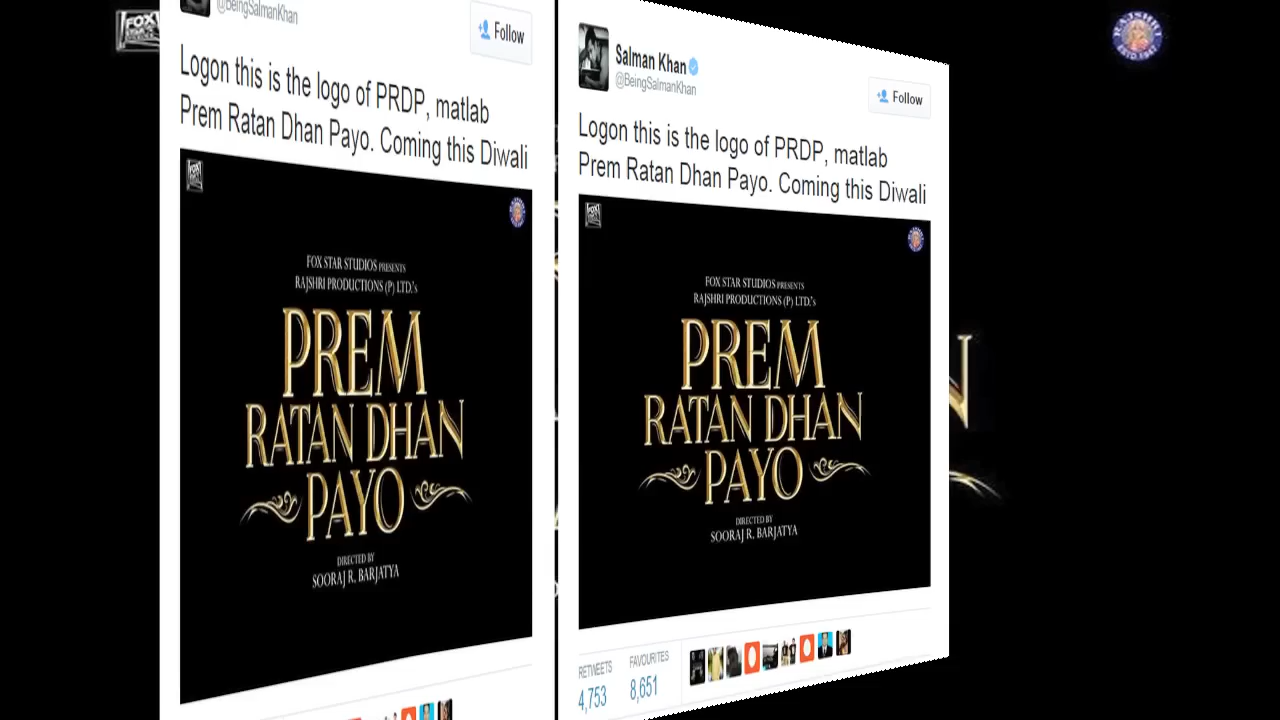 @BeingSalmanKhan
Follow
Logon this is the logo of PRDP, matlab
Prem Ratan Dhan Payo. Coming this Diwali
FOX STAR STUDIOS PRESENTS
RAJSHRI PRODUCTIONS (P) LTD.'s
PREM
RATAN DHAN
PAYO
DIRECTED BY
SOORAJ R. BARJATYA
Salman Khan
@BeingSalmanKhan
Follow
Logon this is the logo of PRDP, matlab
Prem Ratan Dhan Payo. Coming this Diwali
FOX STAR STUDIOS PRESENTS
RAJSHRI PRODUCTIONS (P) LTD.'s
PREM
RATAN DHAN
PAYO
DIRECTED BY
SOORAJ R. BARJATYA
RETWEETS
4,753
FAVOURITES
8,651
RAJSHRI
N